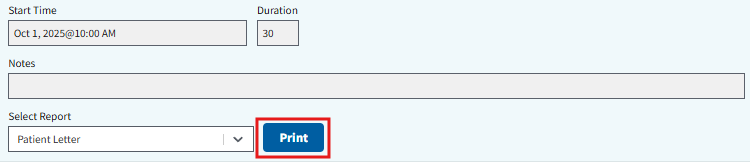 Start Time Duration
Oct 1, 2025@10:00 AM 30
Notes
Select Report
Patient Letter Print